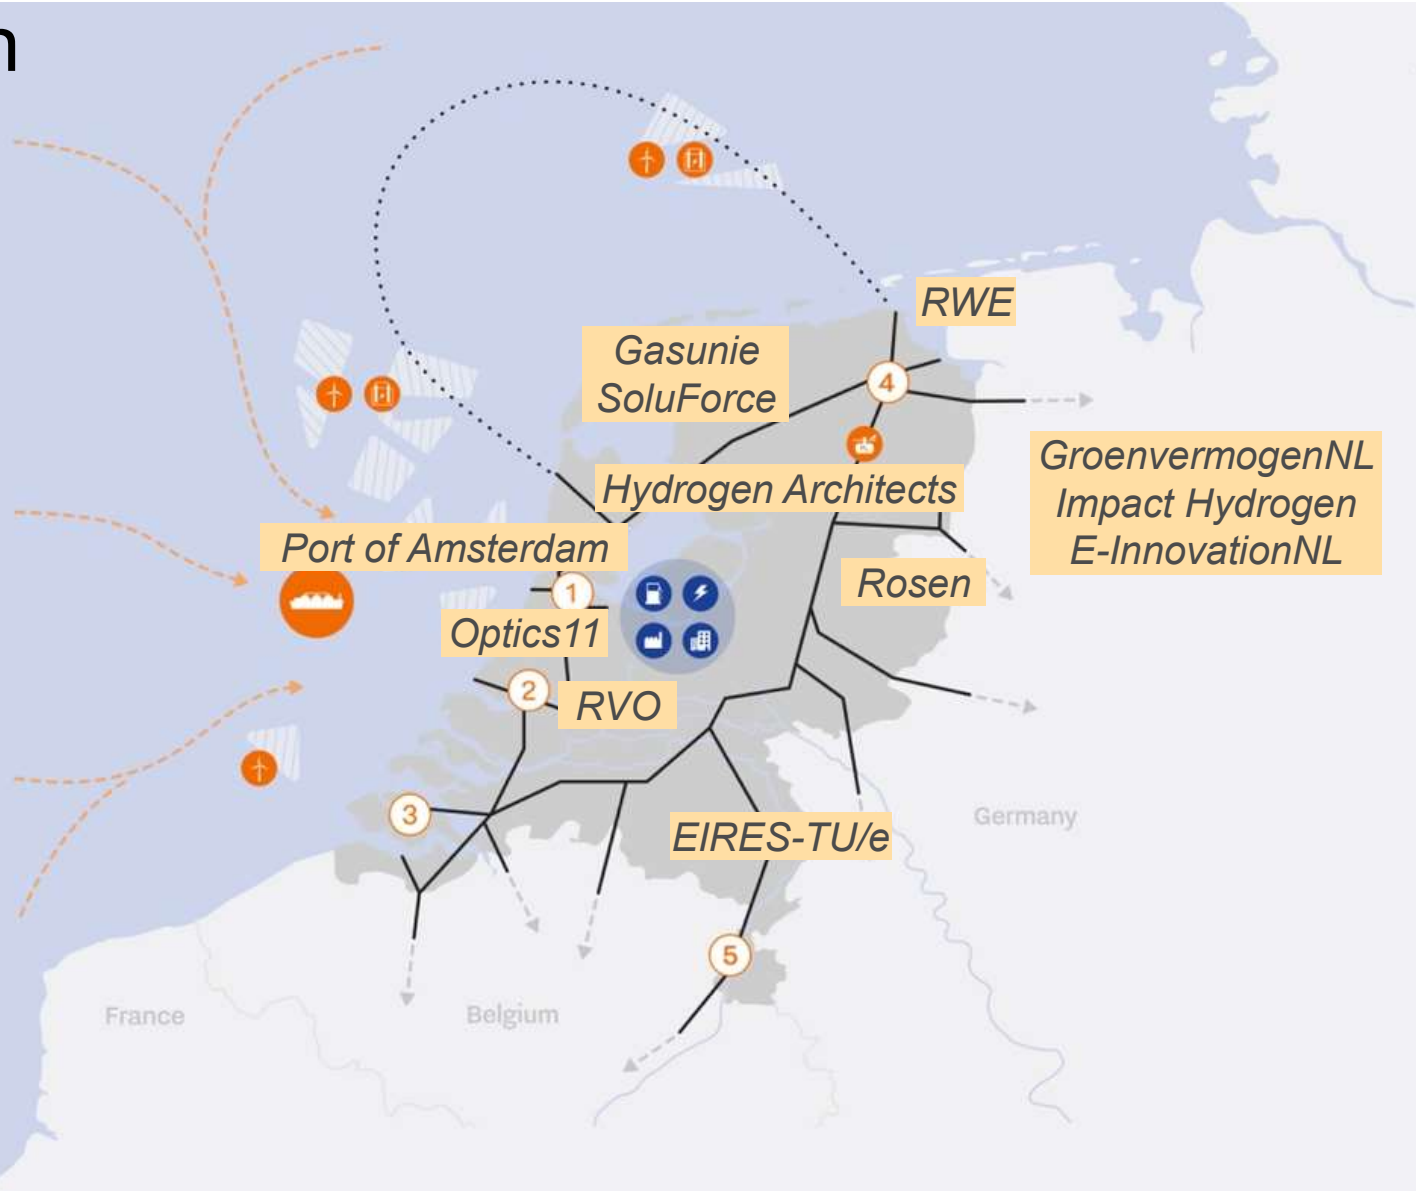 n
RWE
Gasunie
SoluForce
4
GroenvermogenNL
Impact Hydrogen
E-InnovationNL
Hydrogen Architects
Port of Amsterdam
Rosen
1
Optics11
2
RVO
3
EIRES-TU/e
Germany
5
France
Belgium